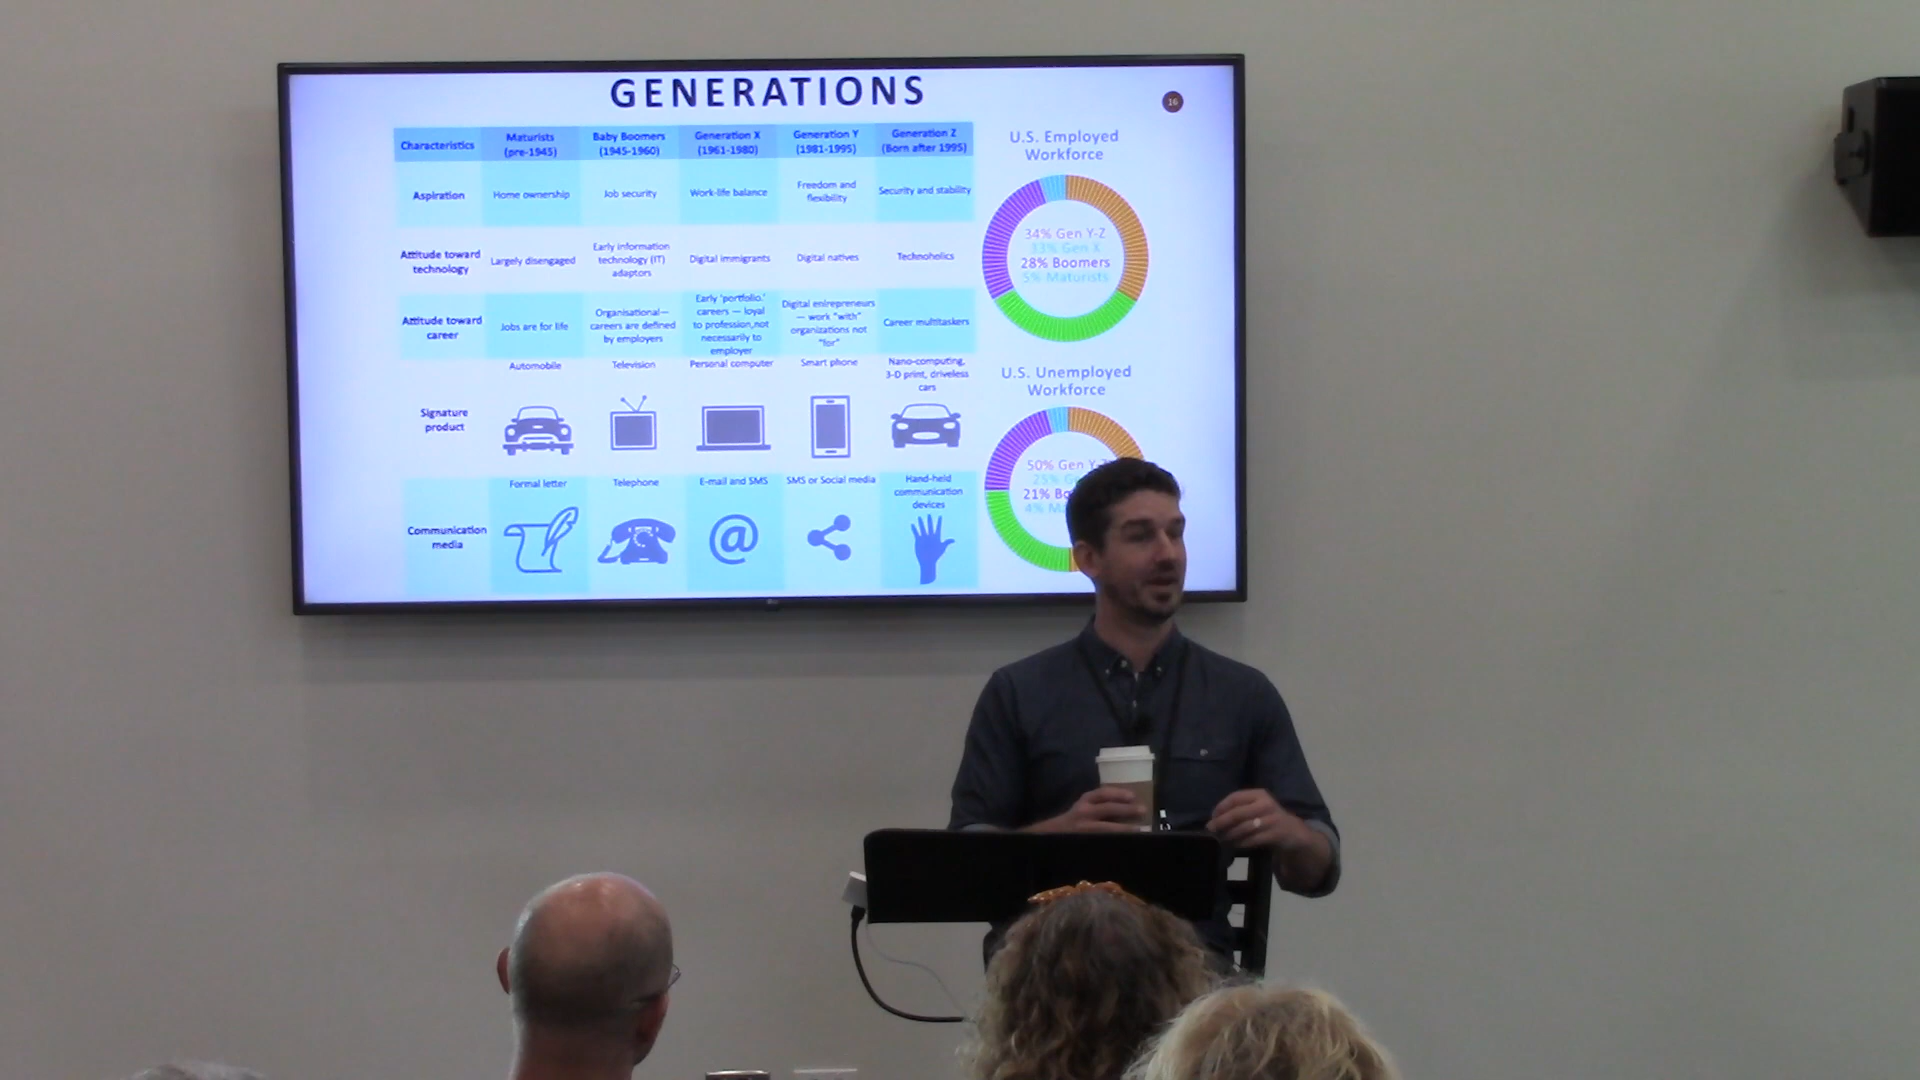 GENERATIONS
16
Characteristics
Maturists
(pre-1945)
Baby Boomers
(1945-1960)
Generation X
(1961-1980)
Generation Y
(1981-1995)
Generation Z
(Born after 1995)
Aspiration
Home ownership
Job security
Work-life balance
Freedom and
flexibility
Security and stability
Attitude toward
technology
Largely disengaged
Early information
technology (IT)
adaptors
Digital immigrants
Digital natives
Technoholics
Attitude toward
career
Jobs are for life
Organisational—
careers are defined
by employers
Early 'portfolio.'
careers — loyal
to profession,not
necessarily to
employer
Digital enirepreneurs
— work "with"
organizations not
"for"
Career multitaskers
Signature
product
Automobile
Television
Personal computer
Smart phone
Nano-computing,
3-D print, driveless
cars
Communication
media
Formal letter
Telephone
E-mail and SMS
@
SMS or Social media
Hand-held
communication
devices
U.S. Employed
Workforce
34% Gen Y-Z
33% Gen X
28% Boomers
5% Maturists
U.S. Unemployed
Workforce
50% Gen
25%
21%
4%